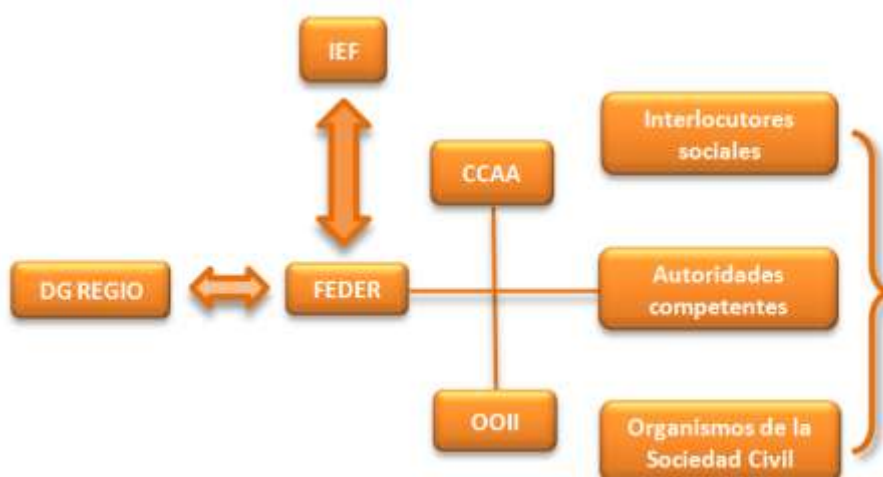 IEF
Interlocutores
sociales
CCAA
DG REGIO
FEDER
Autoridades
competentes
OOII
Organismos de la
Sociedad Civil